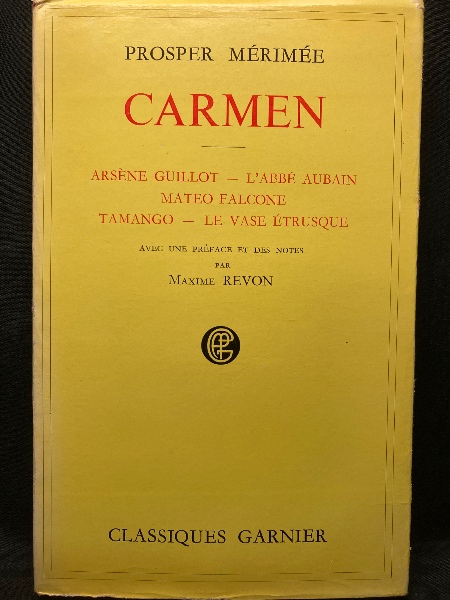 PROSPER MÉRIMÉE
CARMEN
ARSÈNE GUILLOT — L'ABBÉ AUBAIN
MATEO FALCONE
TAMANGO — LE VASE ÉTRUSQUE
AVEC UNE PRÉFACE ET DES NOTES
PAR
MAXIME REVON
CLASSIQUES GARNIER